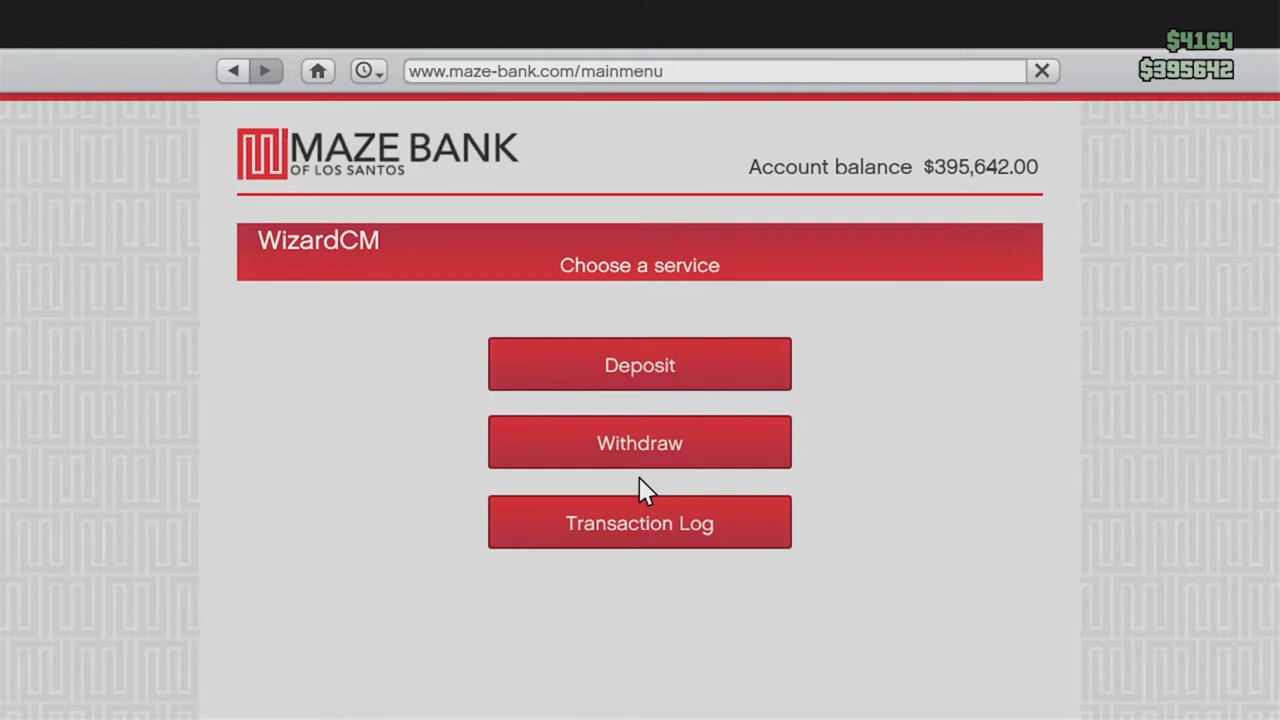 $4164
$395642
www.maze-bank.com/mainmenu
MAZE BANK
OF LOS SANTOS
Account balance $395,642.00
WizardCM
Choose a service
Deposit
Withdraw
Transaction Log